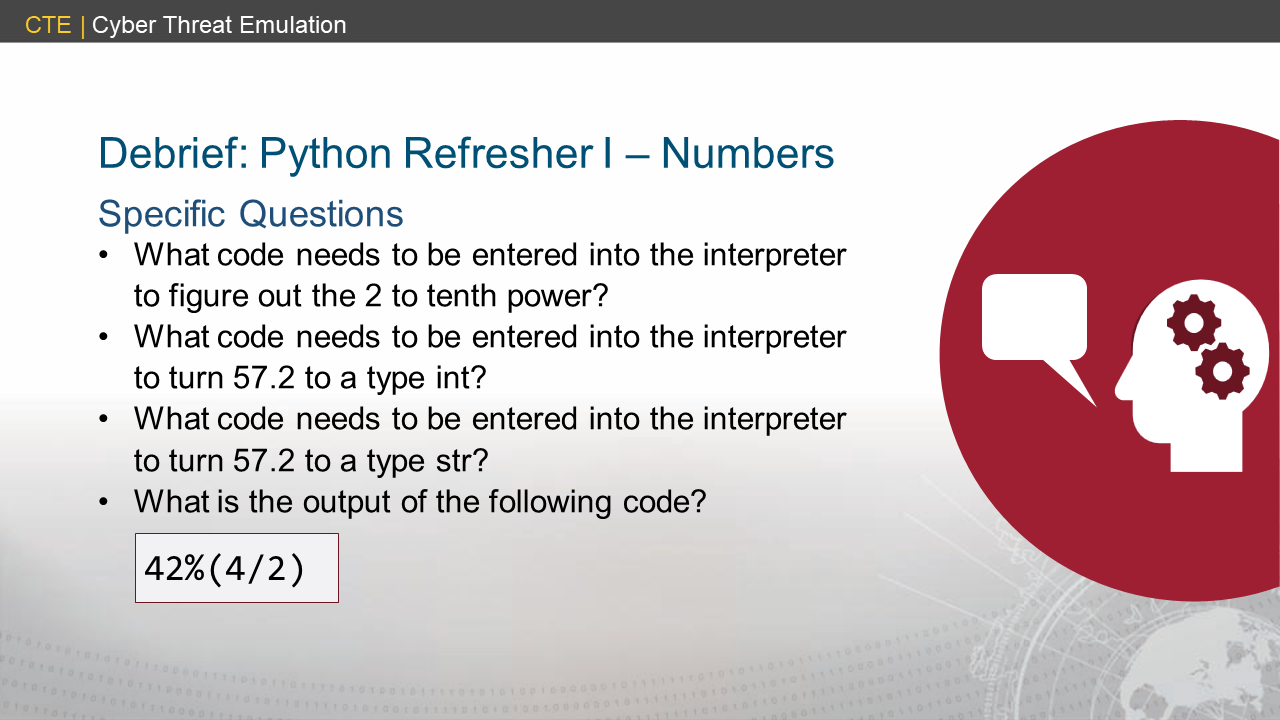 CTE | Cyber Threat Emulation
Debrief: Python Refresher I – Numbers
Specific Questions
• What code needs to be entered into the interpreter
to figure out the 2 to tenth power?
• What code needs to be entered into the interpreter
to turn 57.2 to a type int?
• What code needs to be entered into the interpreter
to turn 57.2 to a type str?
• What is the output of the following code?
42%(4/2)